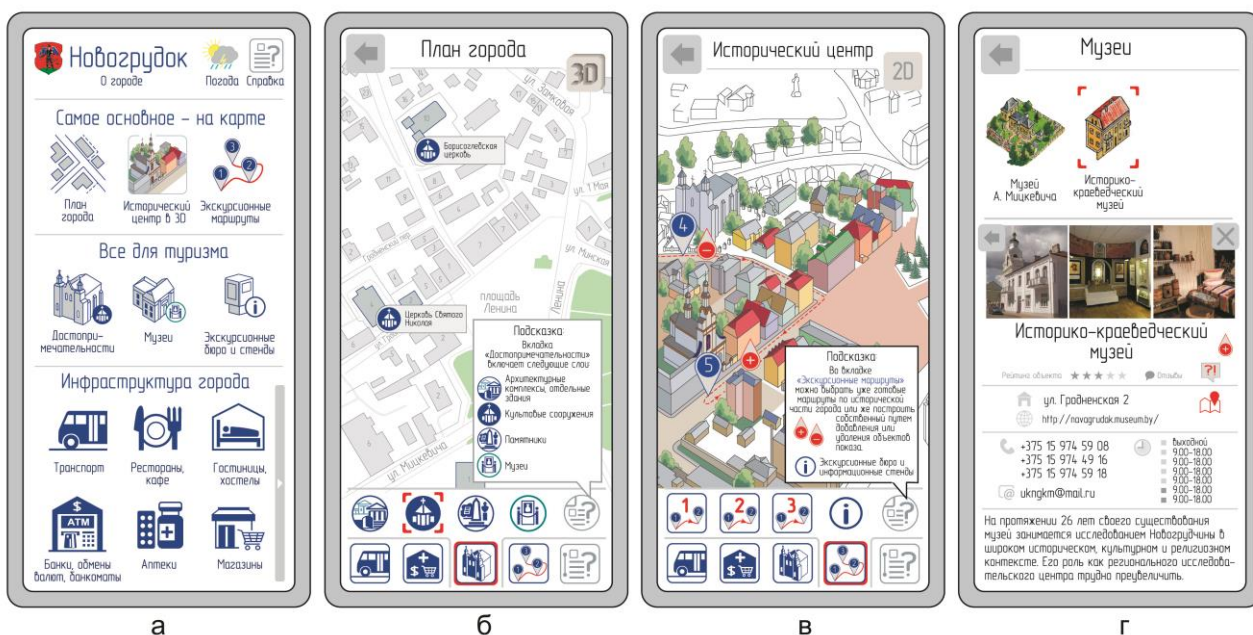 Новогрудок
О городе
Погода
Справка
Самое основное – на карте
План
города
Исторический
центр в 3D
Экскурсионные
маршруты
Все для туризма
Достопри-
мечательности
Музеи
Экскурсионные
бюро и стенды
Инфраструктура города
Транспорт
Рестораны,
кафе
Гостиницы,
хостелы
ATM
Банки, обмены
валют, банкоматы
Аптеки
Магазины
а
План города
3D
ул. Замковая
Борисоглевская
церковь
ул. 1 Мая
Гродненский пер.
ул. Минская
площадь
Ленина
ул. Ленина
Церковь Святого
Николая
ул. Мицкевича
Подсказка:
Вкладка
«Достопримечательности»
включает следующие слои:
Архитектурные
комплексы, отдельные
здания
Культовые сооружения
Памятники
Музеи
б
Исторический центр
2D
4
5
Подсказка:
Во вкладке
«Экскурсионные маршруты»
можно выбрать уже готовые
маршруты по исторической
части города или же построить
собственный путем
добавления или
удаления объектов
показа.
Экскурсионные бюро и
информационные стенды
1
2
3
в
Музеи
Музей
А. Мицкевича
Историко-
краеведческий
музей
Историко-краеведческий
музей
Рейтинг объекта
Отзывы
?!
ул. Гродненская 2
http://navagrudak.museum.by/
+375 15 974 59 08
+375 15 974 49 16
+375 15 974 59 18
ukngkm@mail.ru
выходной
9.00-18.00
9.00-18.00
9.00-18.00
9.00-18.00
9.00-18.00
9.00-18.00
На протяжении 26 лет своего существования
музей занимается исследованием Новогрудчины в
широком историческом, культурном и религиозном
контексте. Его роль как регионального исследова-
тельского центра трудно преувеличить.
г